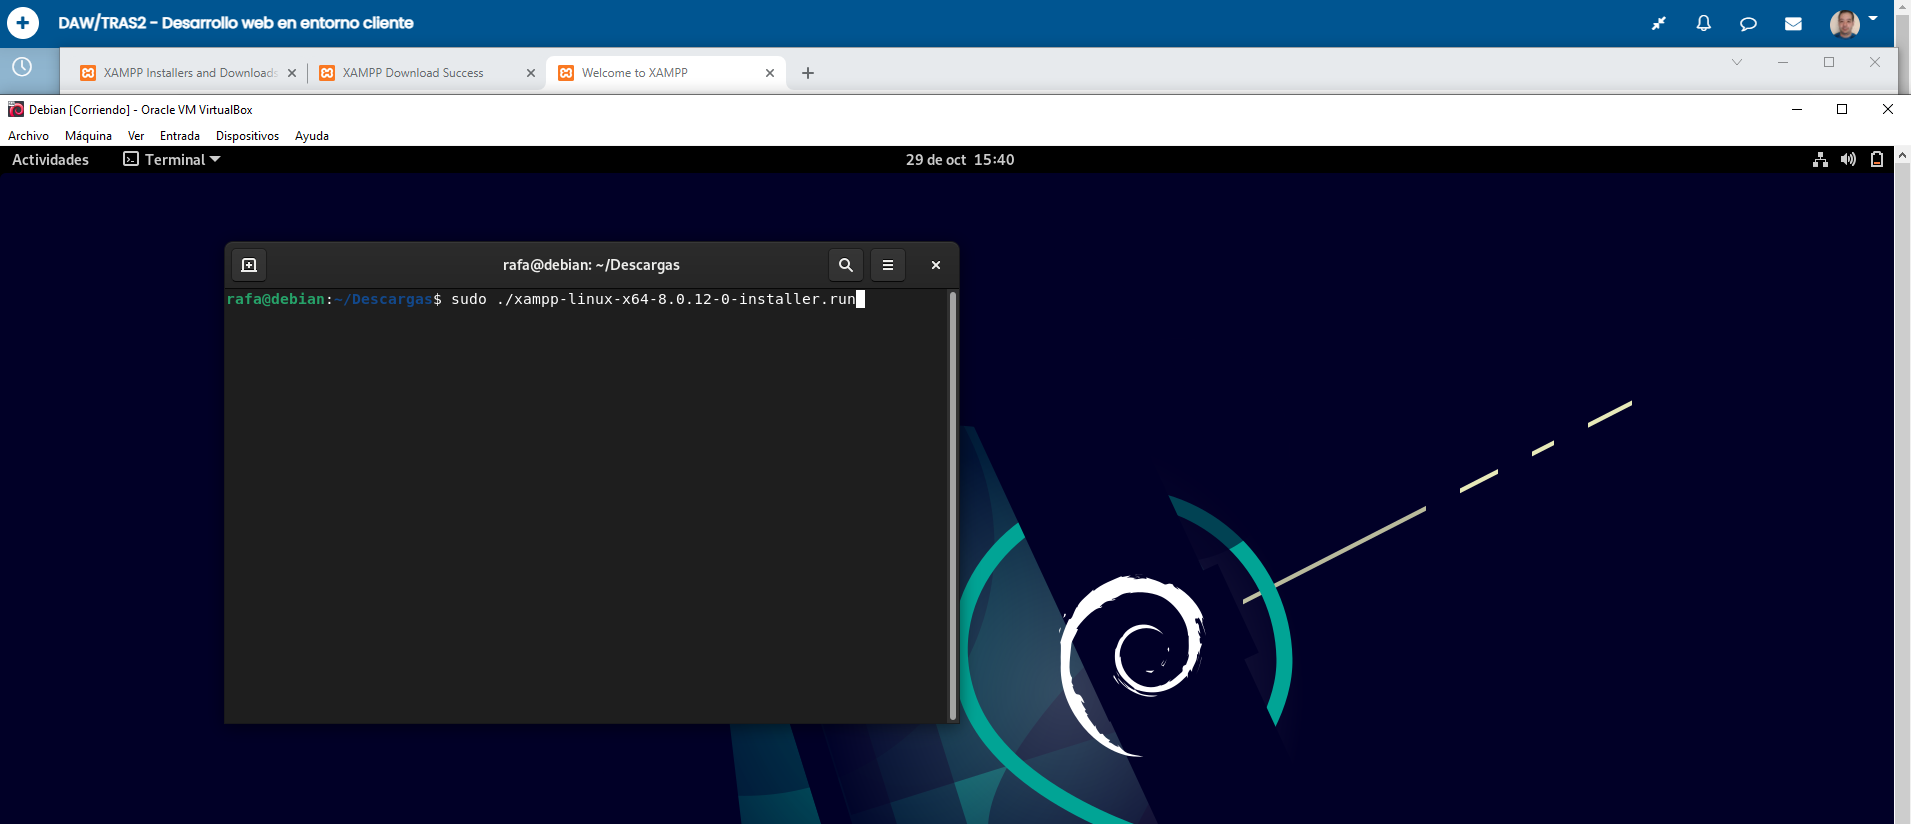 DAW/TRAS2 - Desarrollo web en entorno cliente
XAMPP Installers and Downloads
XAMPP Download Success
Welcome to XAMPP
Debian [Corriendo] - Oracle VM VirtualBox
Archivo Máquina Ver Entrada Dispositivos Ayuda
Actividades Terminal 29 de oct 15:40
rafa@debian: ~/Descargas
rafa@debian:~/Descargas$ sudo ./xampp-linux-x64-8.0.12-0-installer.run